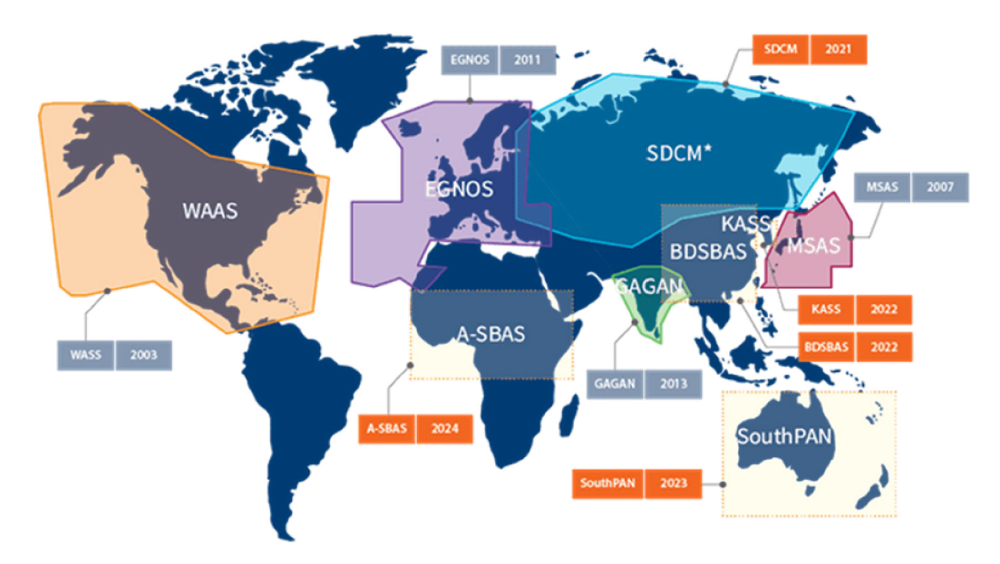 SDCM 2021
EGNOS 2011
SDCM*
MSAS 2007
EGNOS
WAAS
KASS
MSAS
BDSBAS
GAGAN
KASS 2022
A-SBAS
BDSBAS 2022
WASS 2003
GAGAN 2013
A-SBAS 2024
SouthPAN
SouthPAN 2023